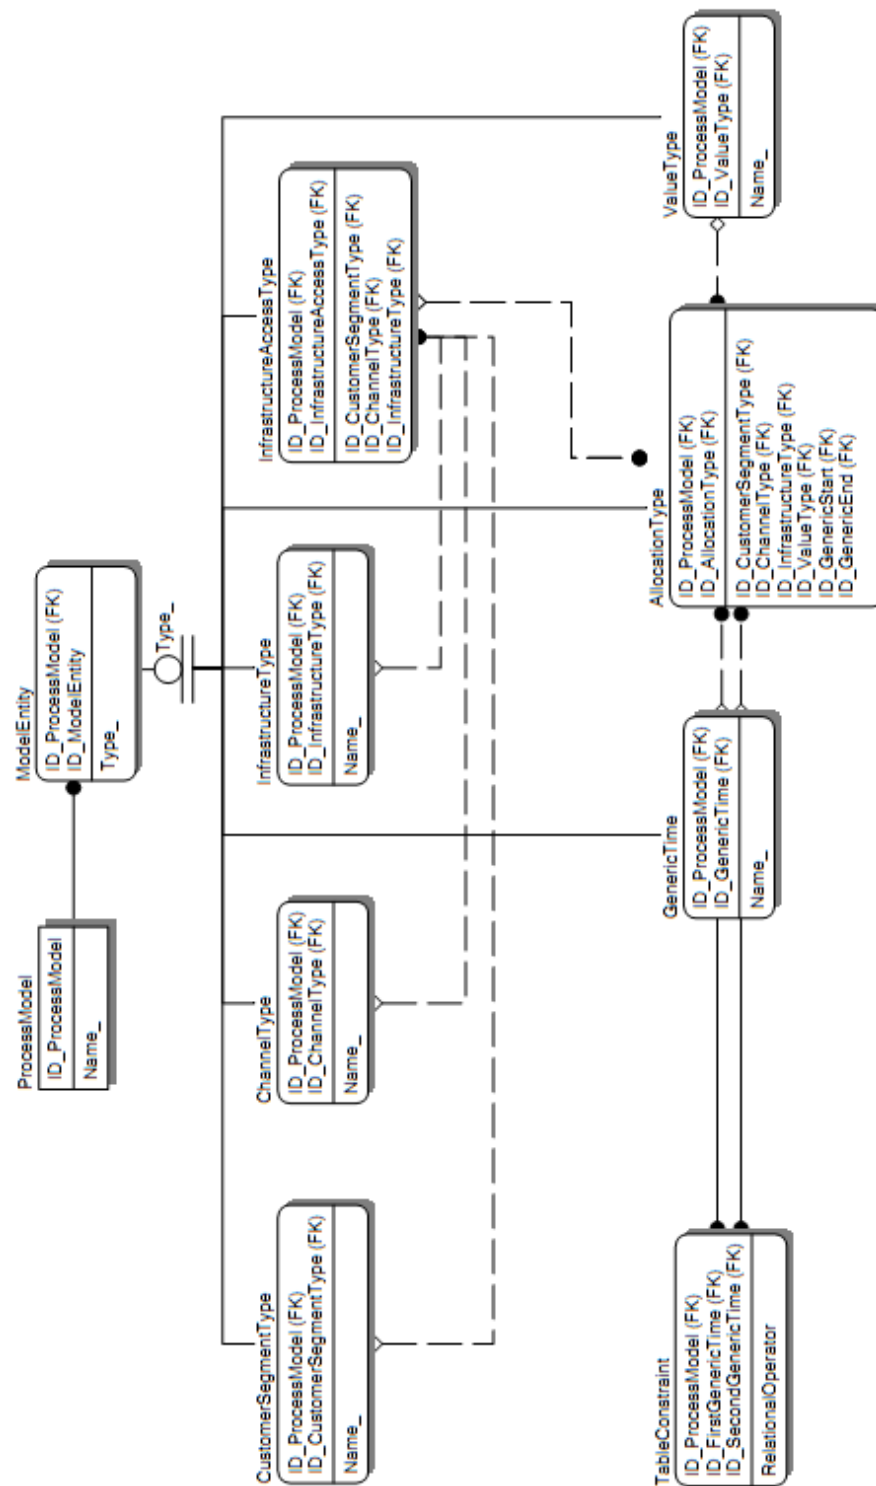 ProcessModel
ID_ProcessModel
Name_
ModelEntity
ID_ProcessModel (FK)
ID_ModelEntity
Type_
Type_
CustomerSegmentType
ID_ProcessModel (FK)
ID_CustomerSegmentType (FK)
Name_
ChannelType
ID_ProcessModel (FK)
ID_ChannelType (FK)
Name_
InfrastructureType
ID_ProcessModel (FK)
ID_InfrastructureType (FK)
Name_
InfrastructureAccessType
ID_ProcessModel (FK)
ID_InfrastructureAccessType (FK)
ID_CustomerSegmentType (FK)
ID_ChannelType (FK)
ID_InfrastructureType (FK)
TableConstraint
ID_ProcessModel (FK)
ID_FirstGenericTime (FK)
ID_SecondGenericTime (FK)
RelationalOperator
GenericTime
ID_ProcessModel (FK)
ID_GenericTime (FK)
Name_
AllocationType
ID_ProcessModel (FK)
ID_AllocationType (FK)
ID_CustomerSegmentType (FK)
ID_ChannelType (FK)
ID_InfrastructureType (FK)
ID_ValueType (FK)
ID_GenericStart (FK)
ID_GenericEnd (FK)
ValueType
ID_ProcessModel (FK)
ID_ValueType (FK)
Name_